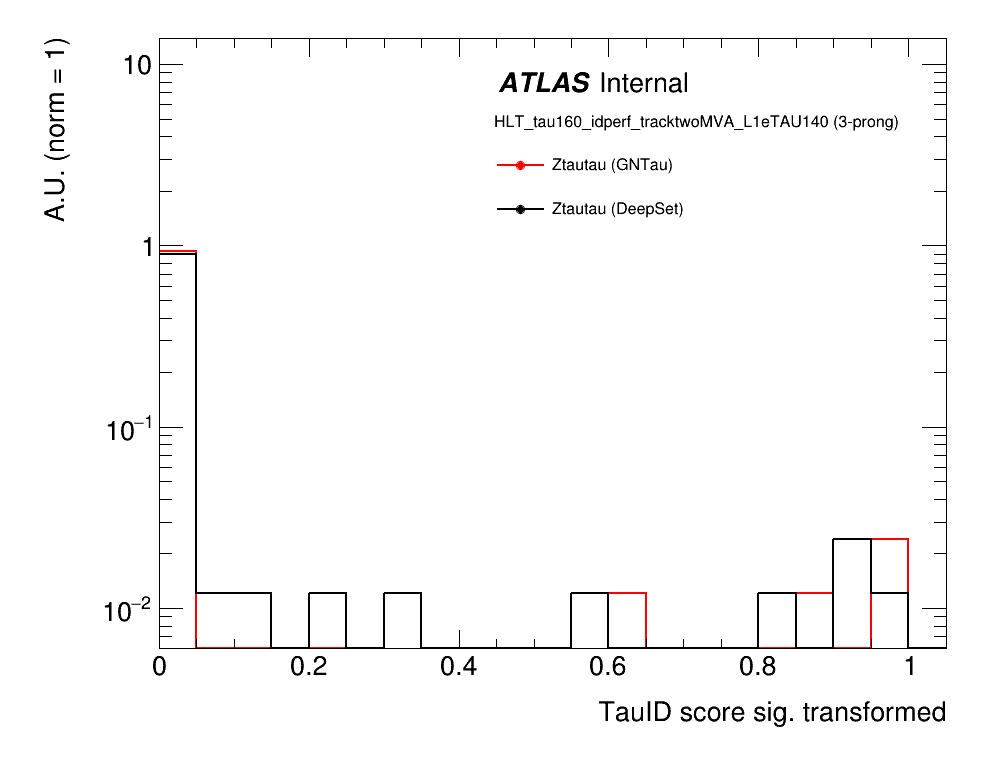 A.U. (norm = 1)
ATLAS Internal
HLT_tau160_idperf_tracktwoMVA_L1eTAU140 (3-prong)
Ztautau (GNTau)
Ztautau (DeepSet)
10
1
10⁻¹
10⁻²
0 0.2 0.4 0.6 0.8 1
TauID score sig. transformed